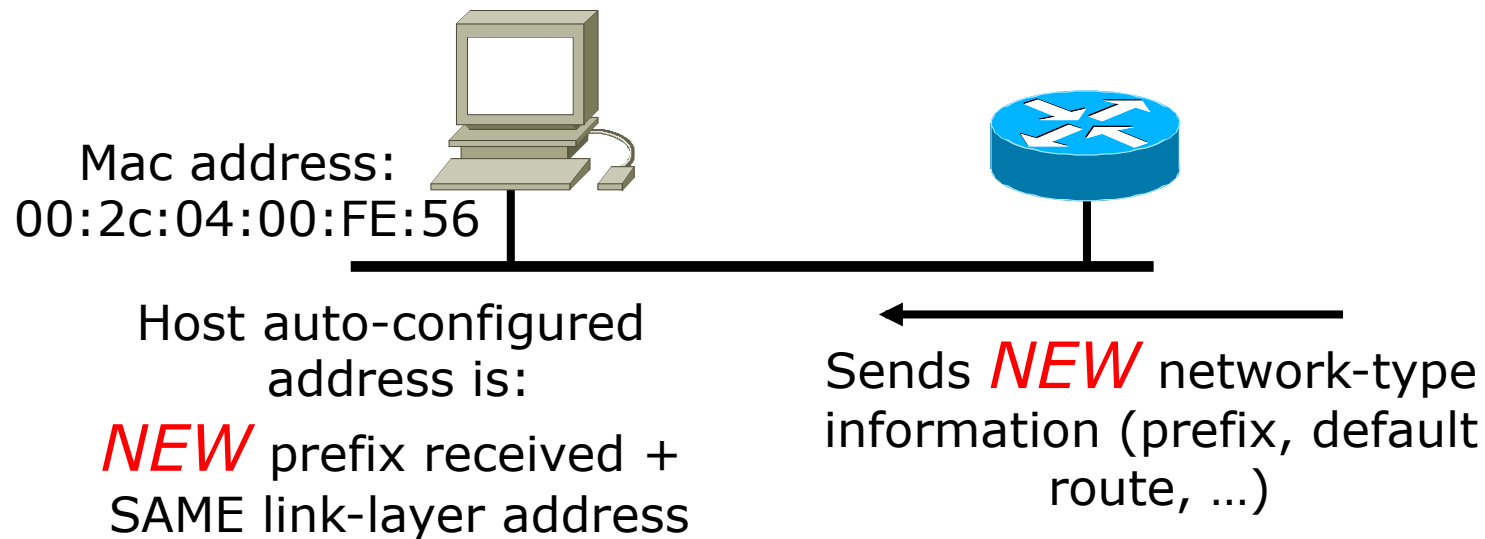 Mac address:
00:2c:04:00:FE:56
Host auto-configured
address is:
NEW prefix received +
SAME link-layer address
Sends NEW network-type
information (prefix, default
route, …)